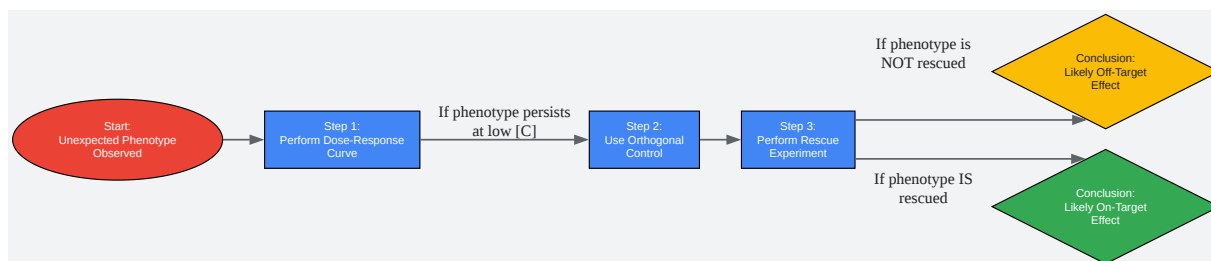 Start:
Unexpected Phenotype
Observed
Step 1:
Perform Dose-Response
Curve
If phenotype persists
at low [C]
Step 2:
Use Orthogonal
Control
Step 3:
Perform Rescue
Experiment
If phenotype is
NOT rescued
Conclusion:
Likely Off-Target
Effect
If phenotype IS
rescued
Conclusion:
Likely On-Target
Effect